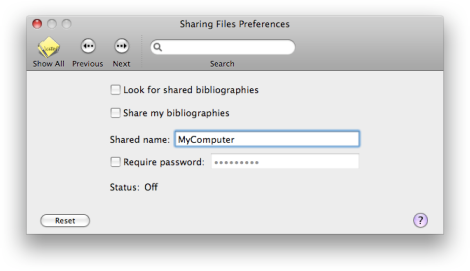 Sharing Files Preferences
Show All Previous Next Search
Look for shared bibliographies
Share my bibliographies
Shared name: MyComputer
Require password: •••••••••
Status: Off
Reset ?